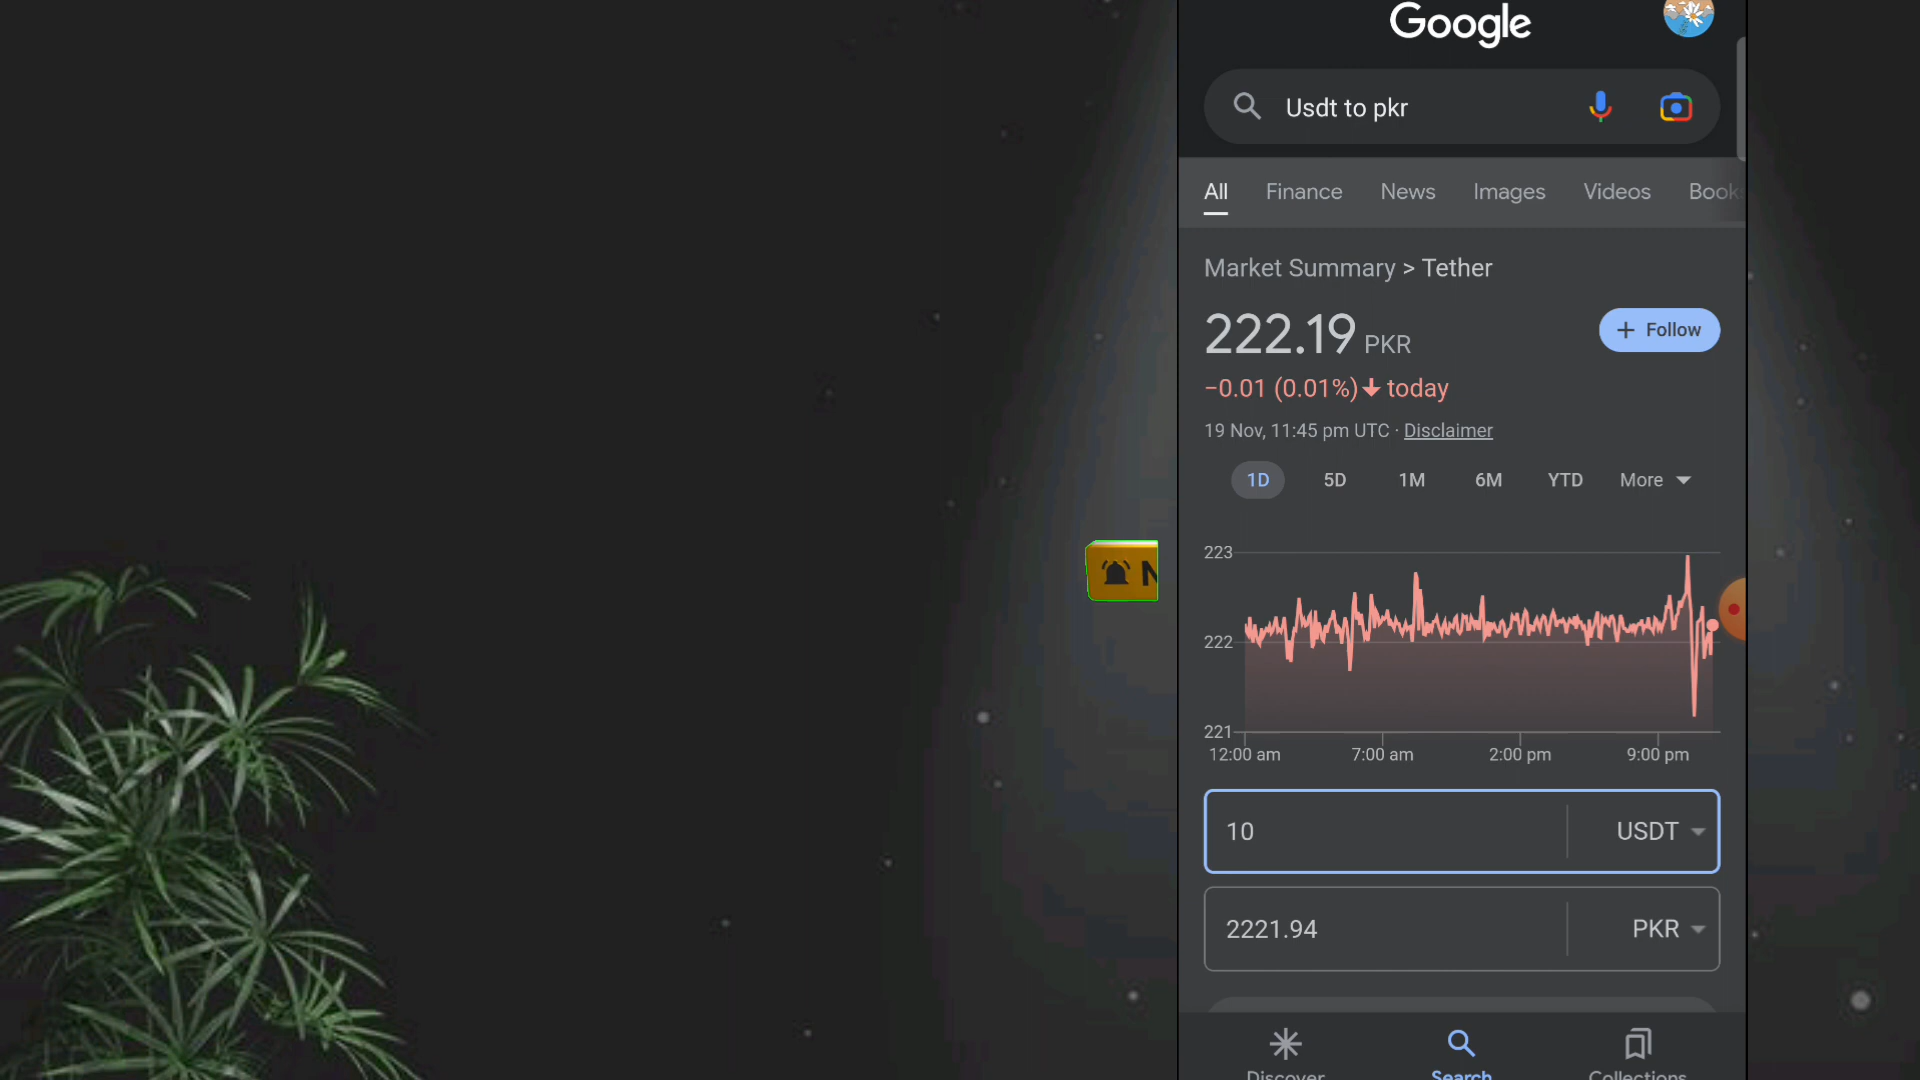 Google
Usdt to pkr
All Finance News Images Videos Book
Market Summary > Tether
222.19 PKR
+ Follow
−0.01 (0.01%) today
19 Nov, 11:45 pm UTC · Disclaimer
1D 5D 1M 6M YTD More
223
222
221
12:00 am 7:00 am 2:00 pm 9:00 pm
10 USDT
2221.94 PKR
Discover Search Collections
N